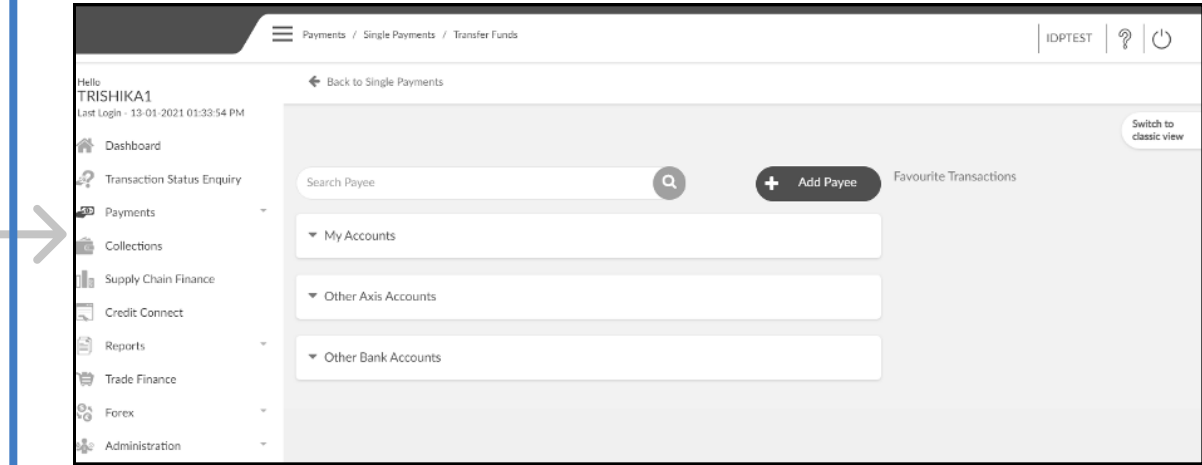 Payments / Single Payments / Transfer Funds
IDPTEST
Hello
TRISHIKA1
Last Login - 13-01-2021 01:33:54 PM
Back to Single Payments
Switch to
classic view
Dashboard
Transaction Status Enquiry
Payments
Collections
Supply Chain Finance
Credit Connect
Reports
Trade Finance
Forex
Administration
Search Payee
Add Payee
Favourite Transactions
My Accounts
Other Axis Accounts
Other Bank Accounts